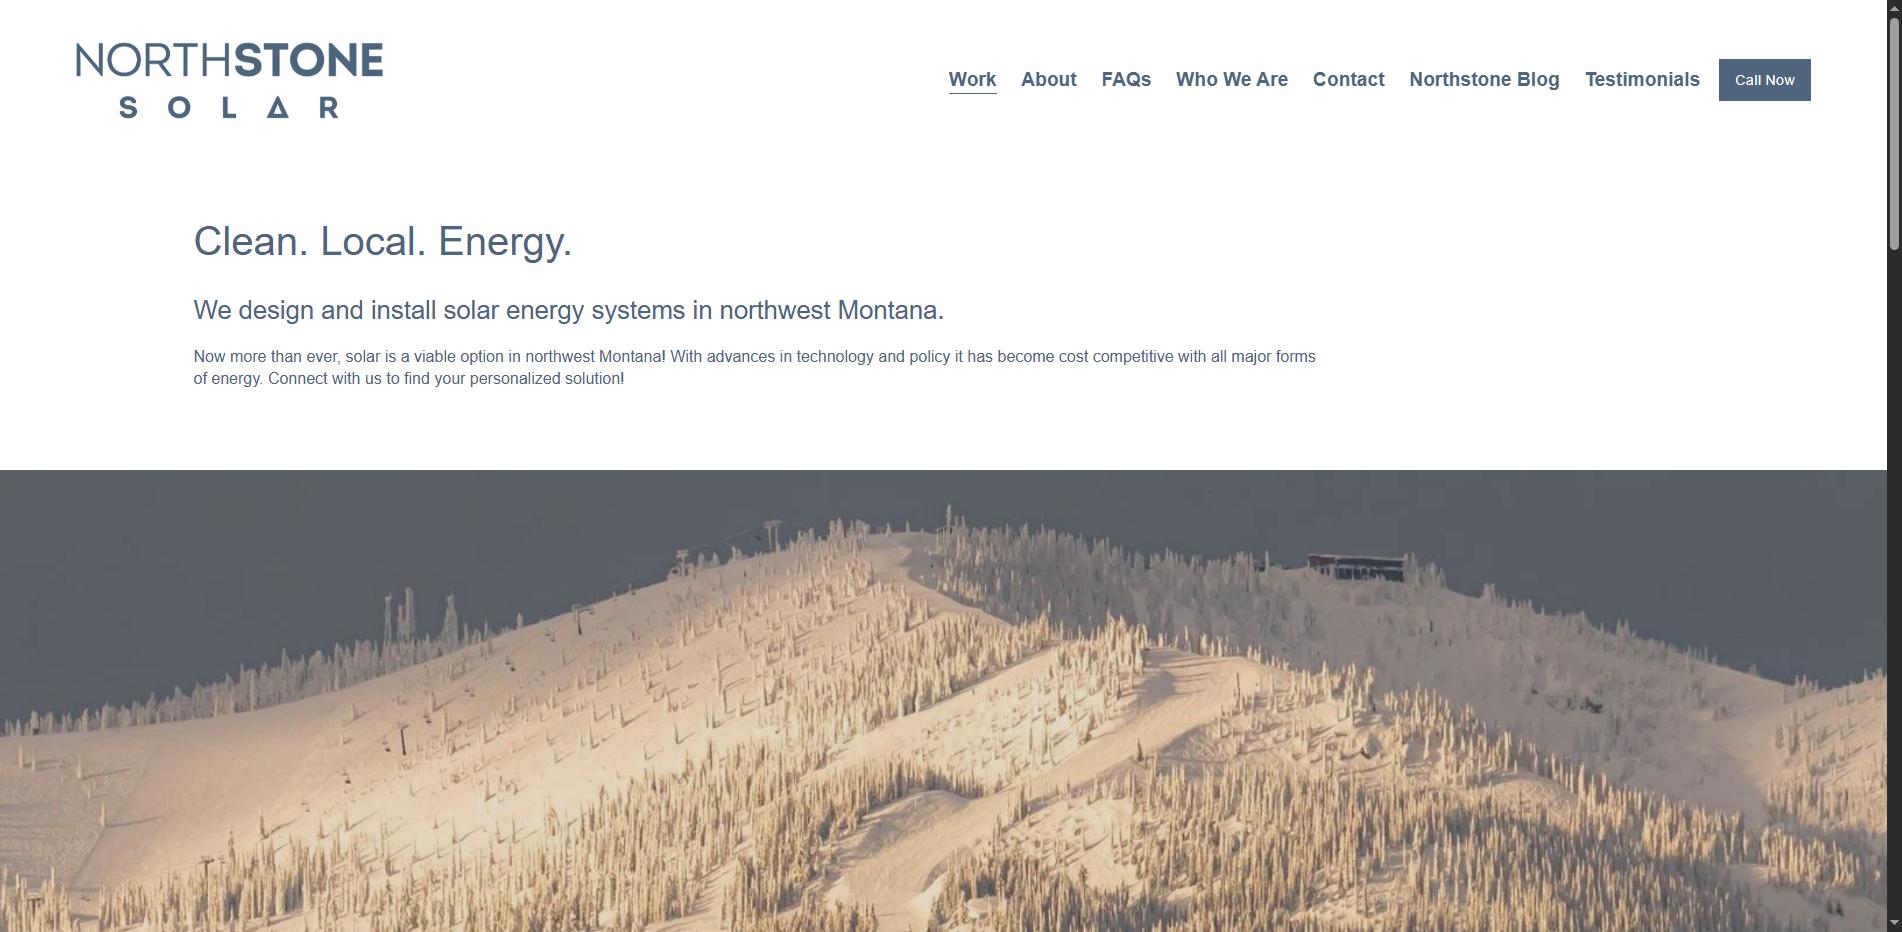 NORTHSTONE
SOLAR
Work About FAQs Who We Are Contact Northstone Blog Testimonials Call Now
Clean. Local. Energy.
We design and install solar energy systems in northwest Montana.
Now more than ever, solar is a viable option in northwest Montana! With advances in technology and policy it has become cost competitive with all major forms
of energy. Connect with us to find your personalized solution!